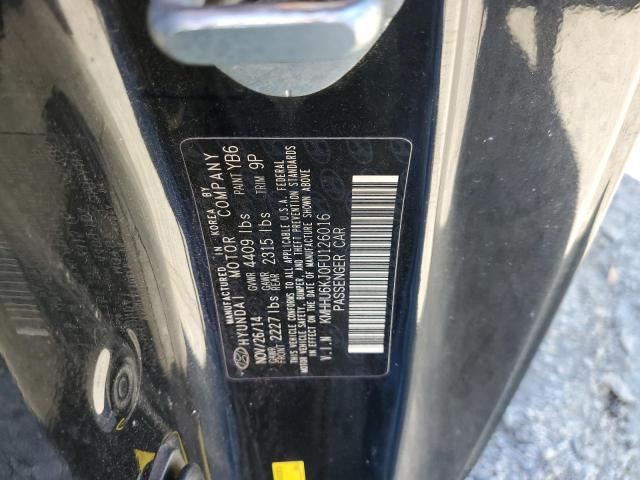 MANUFACTURED IN KOREA BY
HYUNDAI MOTOR COMPANY
NOV/26/14 GVWR 4409 lbs PAINT YB6
GAWR FRONT 2227 lbs GAWR REAR 2315 lbs TRIM 9P
THIS VEHICLE CONFORMS TO ALL APPLICABLE U.S.A. FEDERAL
MOTOR VEHICLE SAFETY, BUMPER, AND THEFT PREVENTION STANDARDS
IN EFFECT ON THE DATE OF MANUFACTURE SHOWN ABOVE
V.I.N KMHHU6KJ0FU126016
PASSENGER CAR